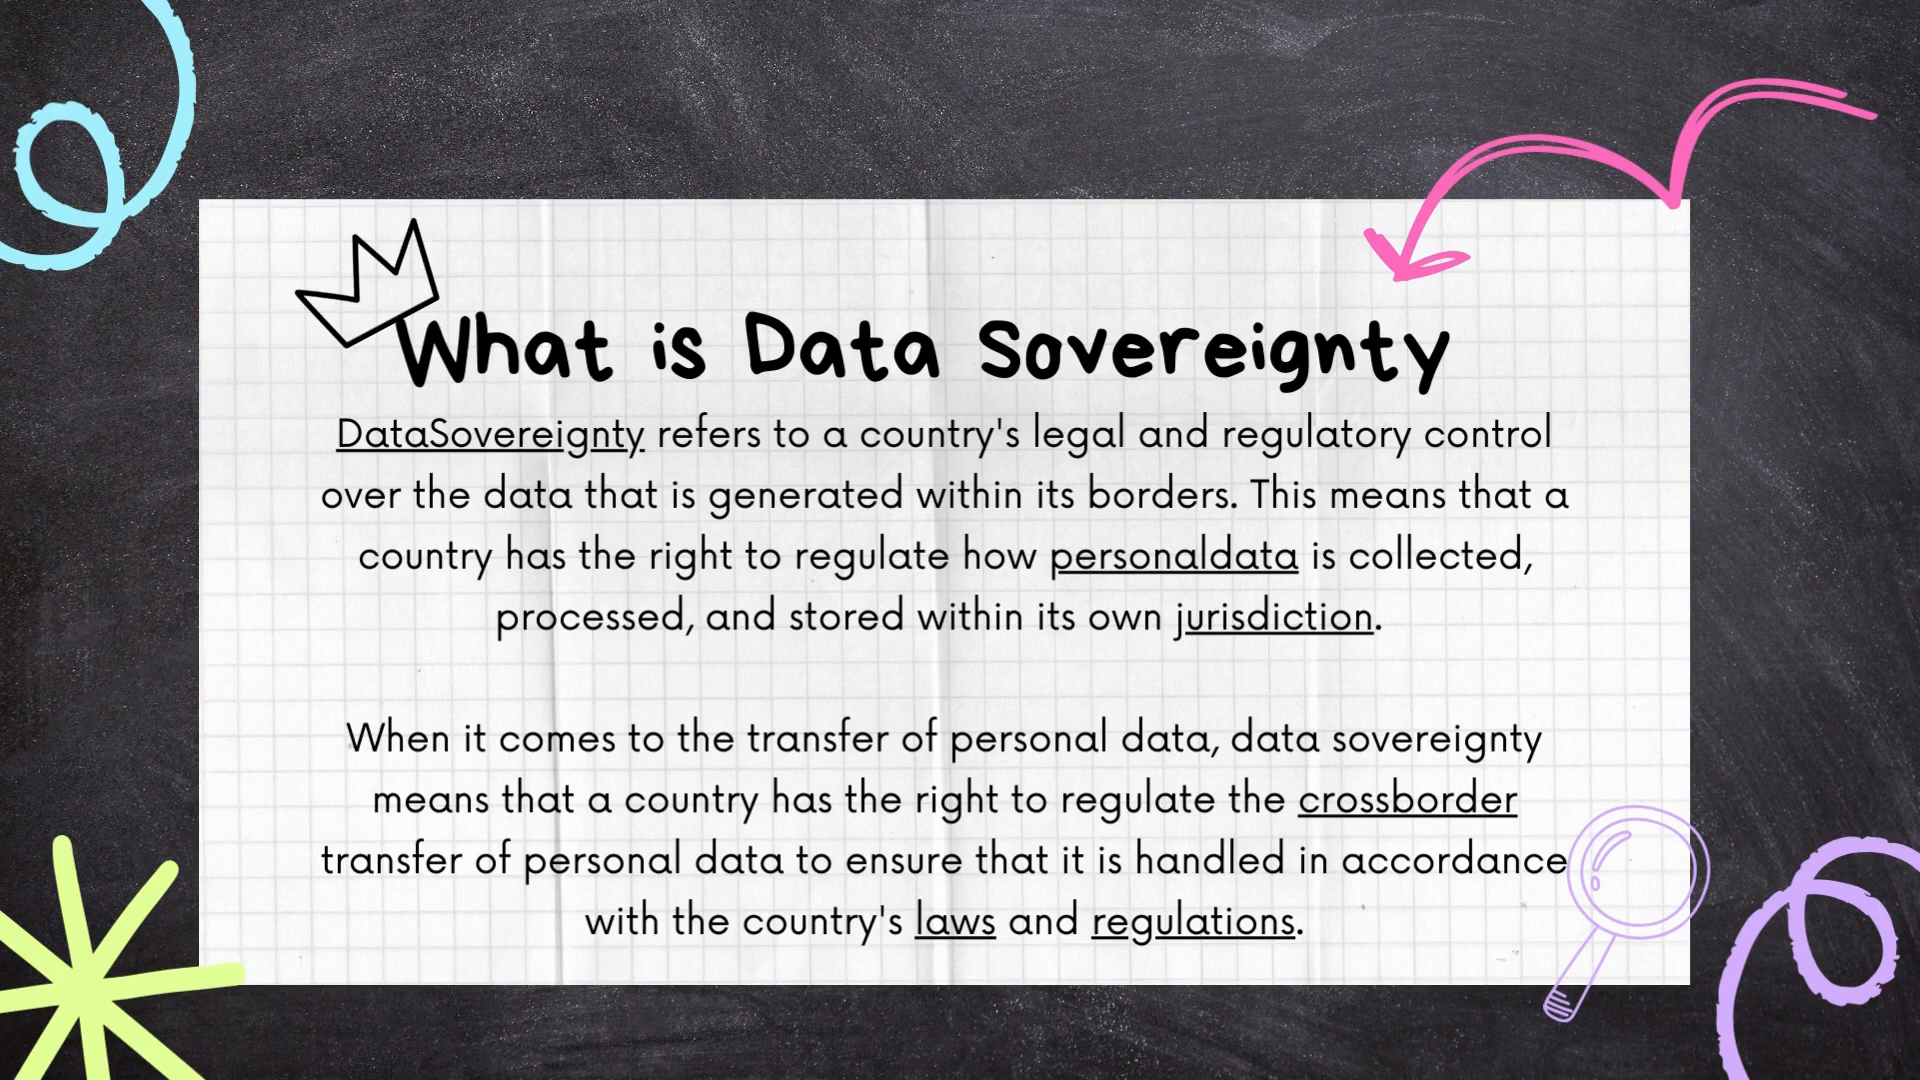 What is Data Sovereignty
DataSovereignty refers to a country's legal and regulatory control
over the data that is generated within its borders. This means that a
country has the right to regulate how personaldata is collected,
processed, and stored within its own jurisdiction.
When it comes to the transfer of personal data, data sovereignty
means that a country has the right to regulate the crossborder
transfer of personal data to ensure that it is handled in accordance
with the country's laws and regulations.